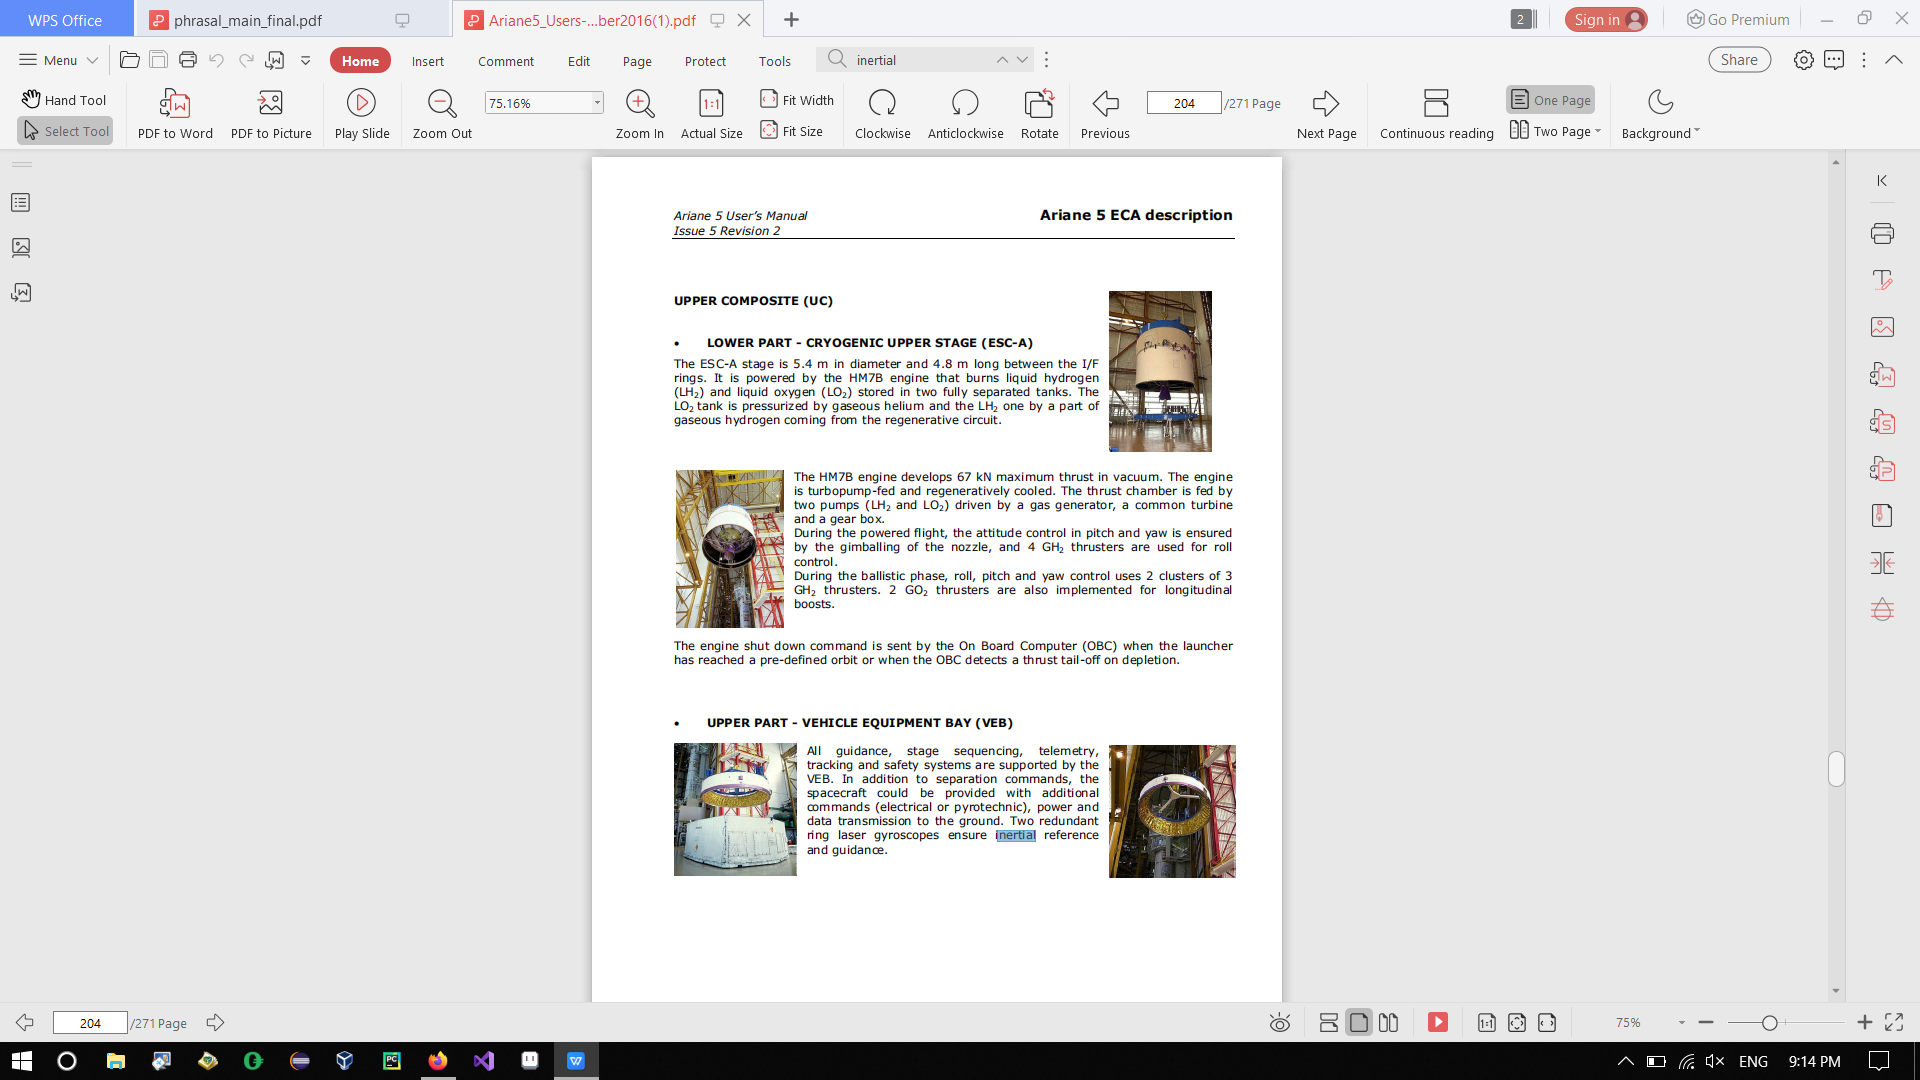 WPS Office
phrasal_main_final.pdf
Ariane5_Users-...ber2016(1).pdf
2
Sign in
Go Premium
Menu
Home
Insert
Comment
Edit
Page
Protect
Tools
inertial
Share
Hand Tool
Select Tool
PDF to Word
PDF to Picture
Play Slide
Zoom Out
75.16%
Zoom In
1:1
Actual Size
Fit Width
Fit Size
Clockwise
Anticlockwise
Rotate
Previous
204
/271 Page
Next Page
Continuous reading
One Page
Two Page
Background
Ariane 5 User's Manual
Issue 5 Revision 2
Ariane 5 ECA description
UPPER COMPOSITE (UC)
• LOWER PART - CRYOGENIC UPPER STAGE (ESC-A)
The ESC-A stage is 5.4 m in diameter and 4.8 m long between the I/F
rings. It is powered by the HM7B engine that burns liquid hydrogen
(LH2) and liquid oxygen (LO2) stored in two fully separated tanks. The
LO2 tank is pressurized by gaseous helium and the LH2 one by a part of
gaseous hydrogen coming from the regenerative circuit.
The HM7B engine develops 67 kN maximum thrust in vacuum. The engine
is turbopump-fed and regeneratively cooled. The thrust chamber is fed by
two pumps (LH2 and LO2) driven by a gas generator, a common turbine
and a gear box.
During the powered flight, the attitude control in pitch and yaw is ensured
by the gimballing of the nozzle, and 4 GH2 thrusters are used for roll
control.
During the ballistic phase, roll, pitch and yaw control uses 2 clusters of 3
GH2 thrusters. 2 GO2 thrusters are also implemented for longitudinal
boosts.
The engine shut down command is sent by the On Board Computer (OBC) when the launcher
has reached a pre-defined orbit or when the OBC detects a thrust tail-off on depletion.
• UPPER PART - VEHICLE EQUIPMENT BAY (VEB)
All guidance, stage sequencing, telemetry,
tracking and safety systems are supported by the
VEB. In addition to separation commands, the
spacecraft could be provided with additional
commands (electrical or pyrotechnic), power and
data transmission to the ground. Two redundant
ring laser gyroscopes ensure inertial reference
and guidance.
204
/271 Page
1:1
75%
PC
ENG
9:14 PM